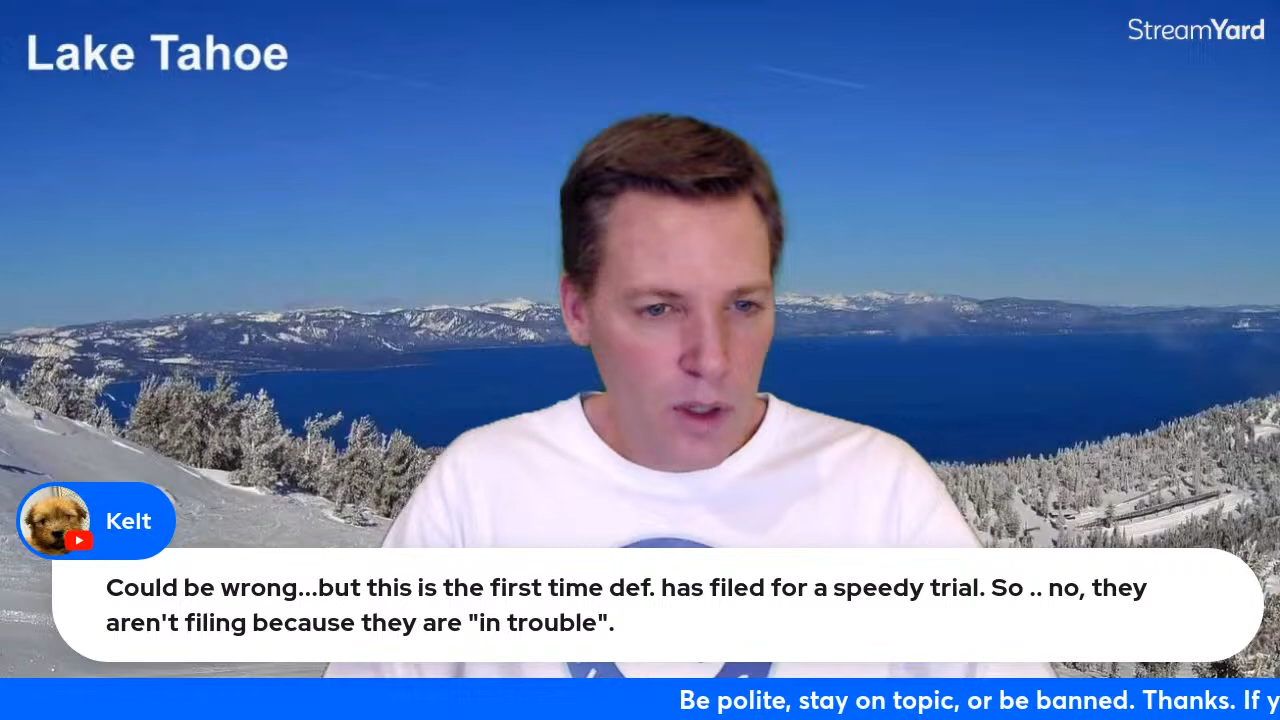 Lake Tahoe
StreamYard
Kelt
Could be wrong...but this is the first time def. has filed for a speedy trial. So .. no, they
aren't filing because they are "in trouble".
Be polite, stay on topic, or be banned. Thanks. If y